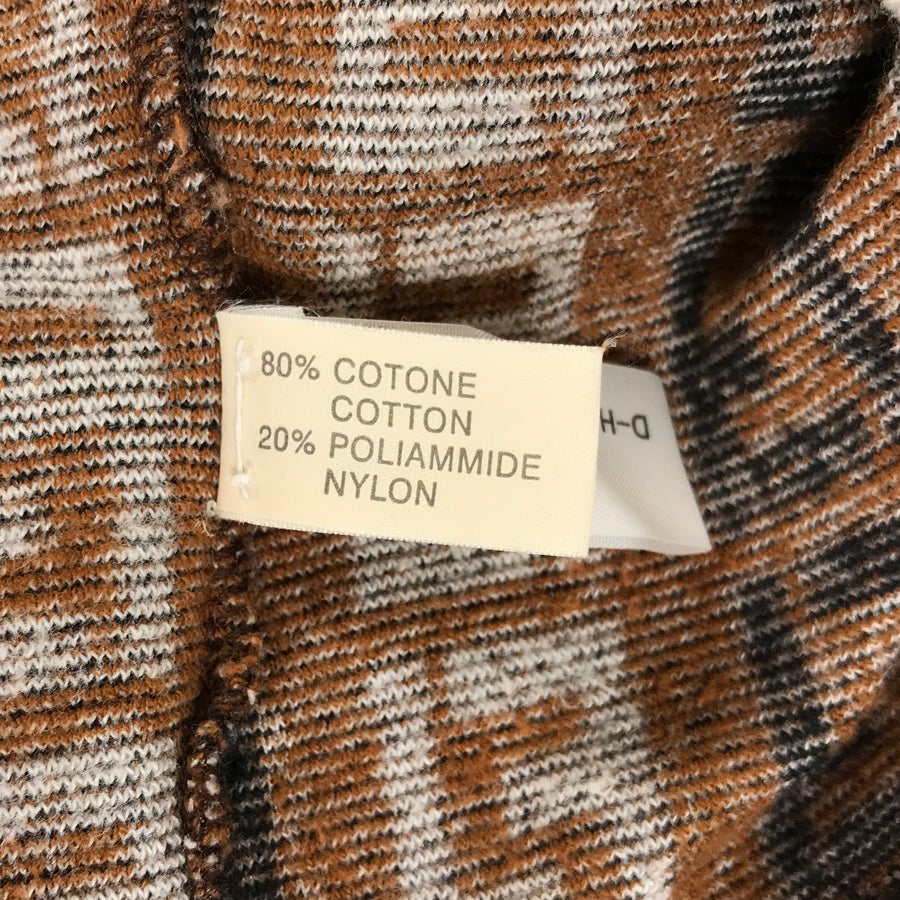 80% COTONE
COTTON
20% POLIAMMIDE
NYLON
D-H